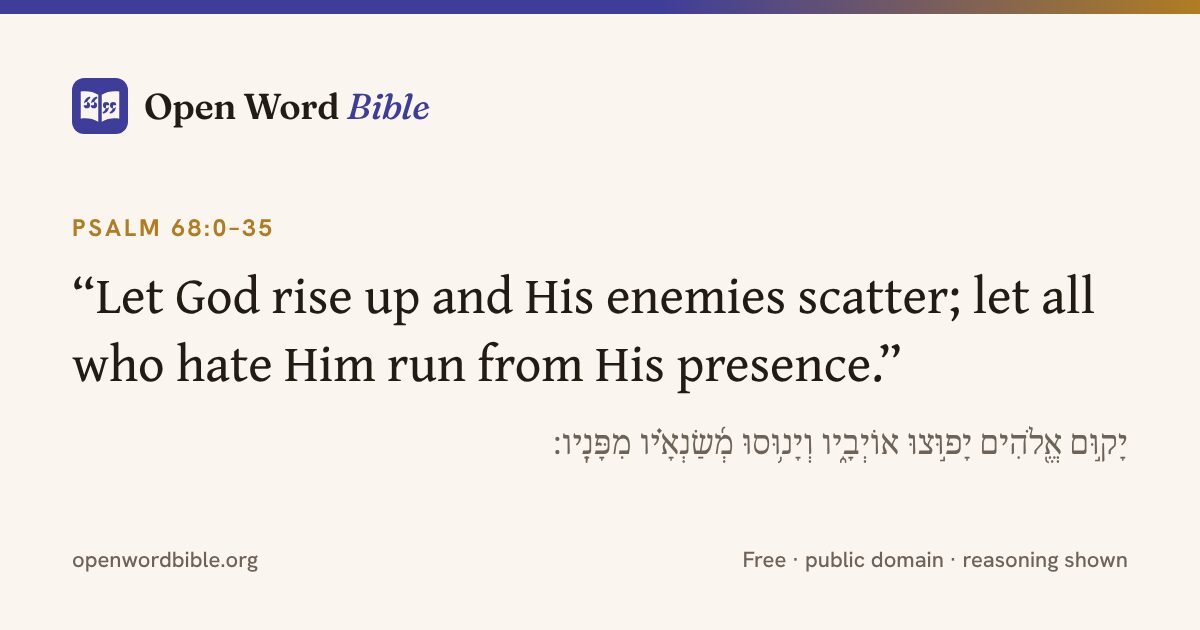 Open Word Bible
PSALM 68:0–35
“Let God rise up and His enemies scatter; let all
who hate Him run from His presence.”
יָק֣וּם אֱ֭לֹהִים יָפ֣וּצוּ אוֹיְבָ֑יו וְיָנ֥וּסוּ מְ֝שַׂנְאָ֗יו מִפָּנָֽיו׃
openwordbible.org
Free · public domain · reasoning shown